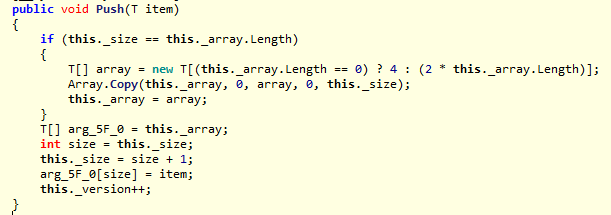 public void Push(T item)
{
if (this._size == this._array.Length)
{
T[] array = new T[(this._array.Length == 0) ? 4 : (2 * this._array.Length)];
Array.Copy(this._array, 0, array, 0, this._size);
this._array = array;
}
T[] arg_5F_0 = this._array;
int size = this._size;
this._size = size + 1;
arg_5F_0[size] = item;
this._version++;
}